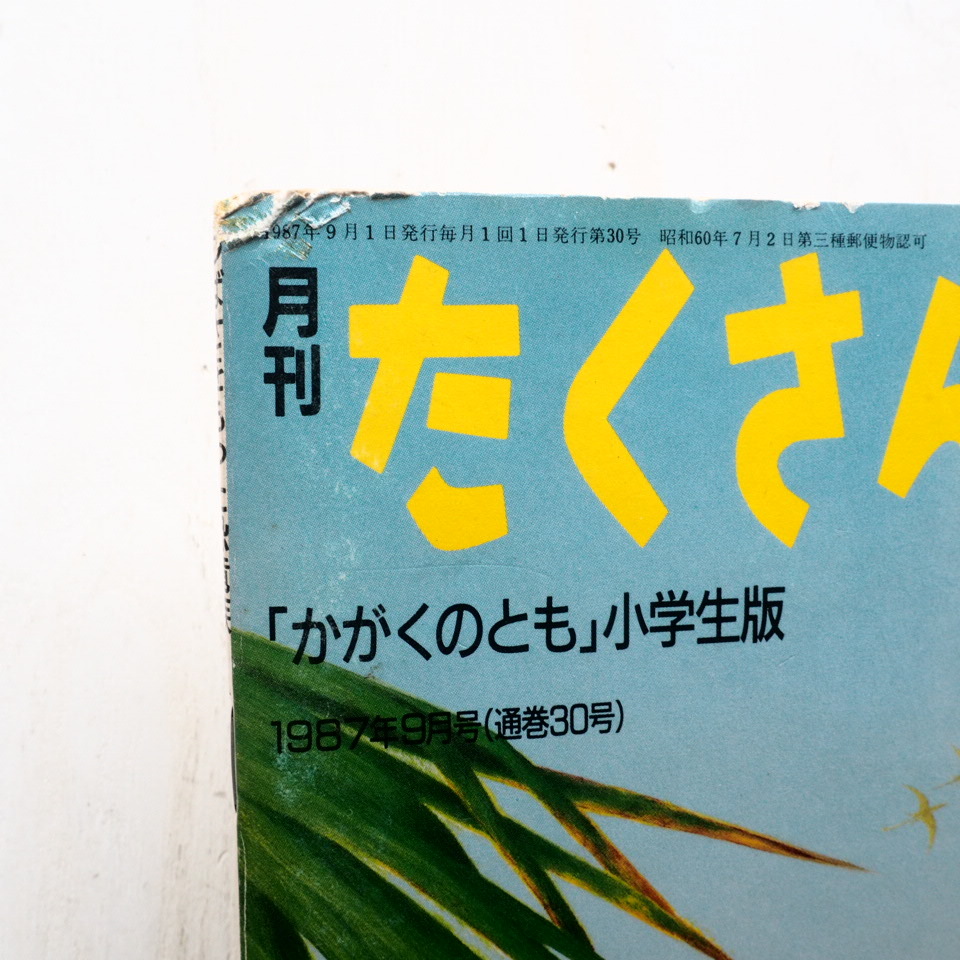 1987年9月1日発行毎月1回1日発行第30号 昭和60年7月2日第三種郵便物認可
月刊
たくさん
「かがくのとも」小学生版
1987年9月号(通巻30号)